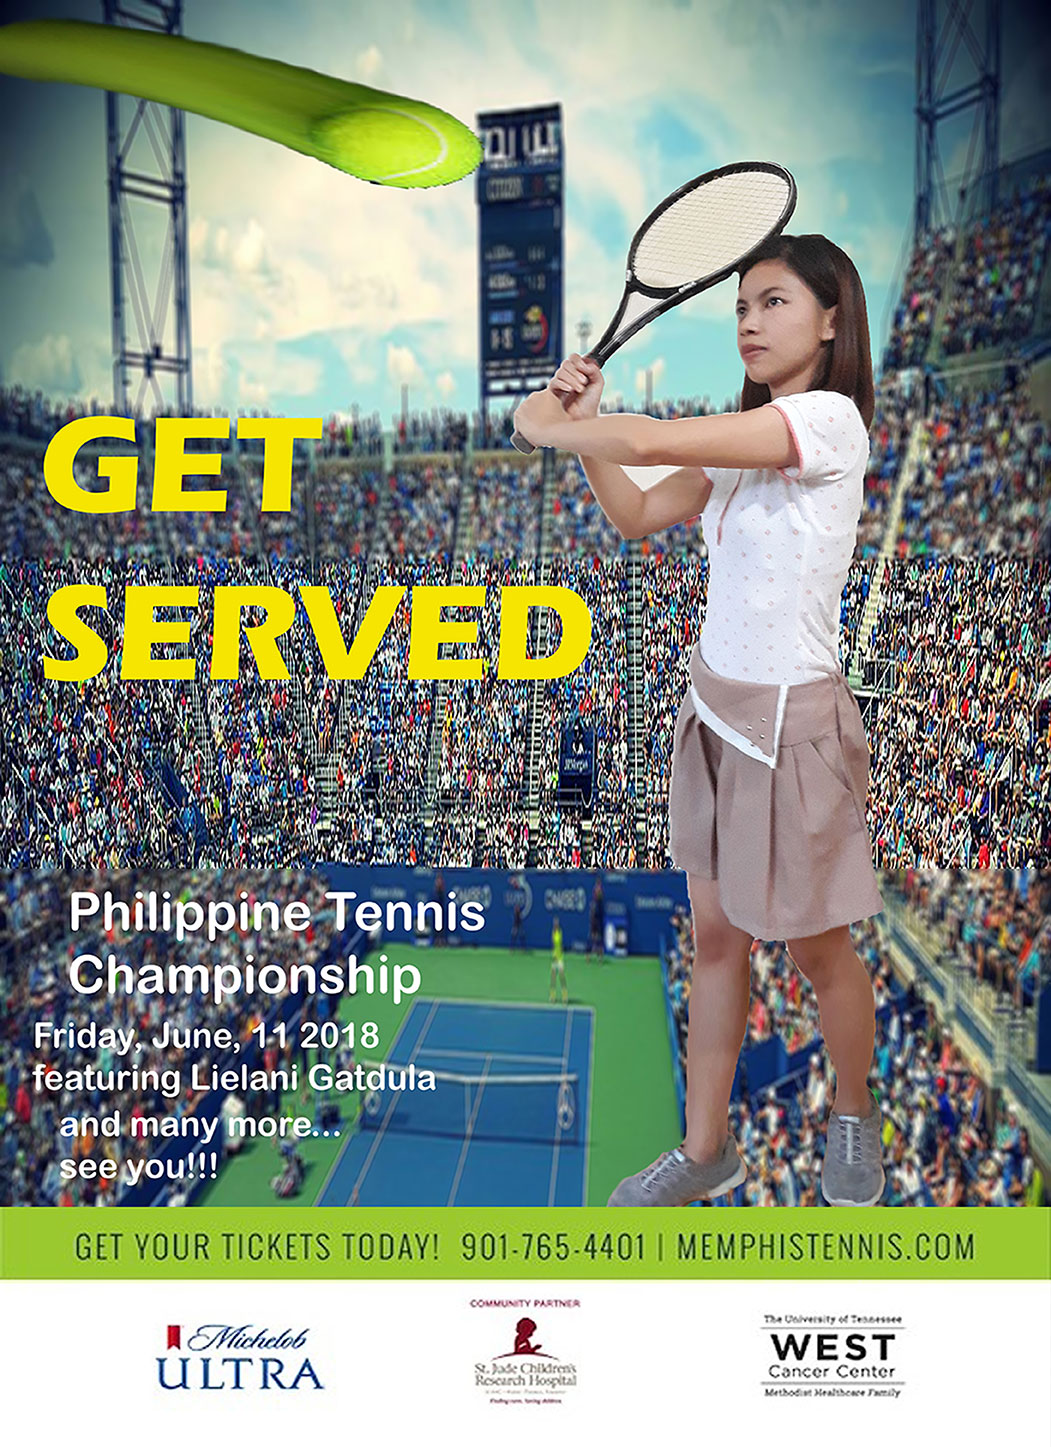 GET
SERVED
Philippine Tennis
Championship
Friday, June, 11 2018
featuring Lielani Gatdula
and many more...
see you!!!
GET YOUR TICKETS TODAY! 901-765-4401 | MEMPHISTENNIS.COM
Michelob
ULTRA
COMMUNITY PARTNER
St. Jude Children's
Research Hospital
Finding cures. Saving children.
The University of Tennessee
WEST
Cancer Center
Methodist Healthcare Family